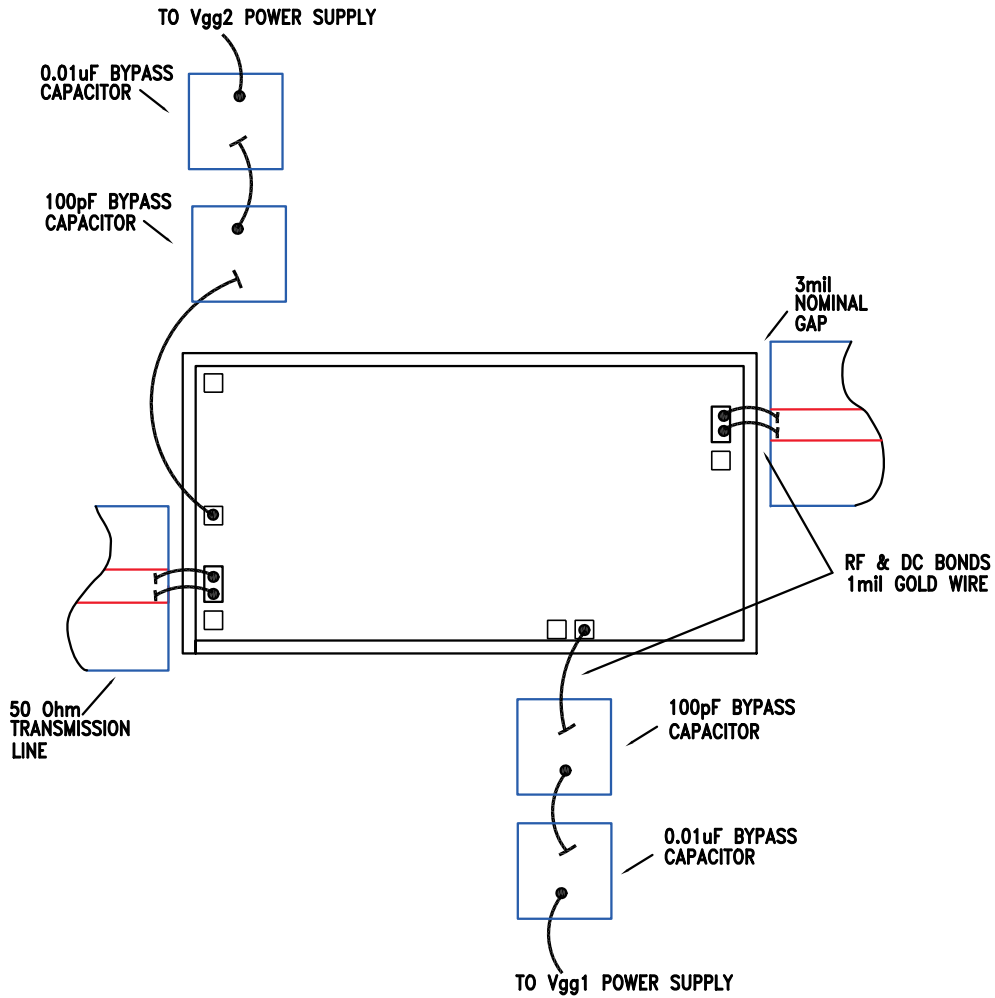 TO Vgg2 POWER SUPPLY
0.01uF BYPASS
CAPACITOR
100pF BYPASS
CAPACITOR
3mil
NOMINAL
GAP
RF & DC BONDS
1mil GOLD WIRE
50 Ohm
TRANSMISSION
LINE
100pF BYPASS
CAPACITOR
0.01uF BYPASS
CAPACITOR
TO Vgg1 POWER SUPPLY